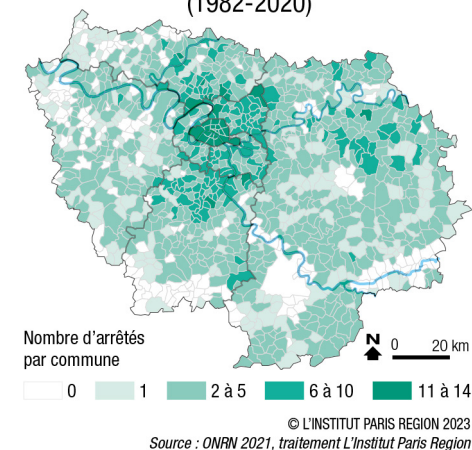 (1982-2020)
Nombre d'arrêtés
par commune
N
0 20 km
0 1 2 à 5 6 à 10 11 à 14
© L'INSTITUT PARIS REGION 2023
Source : ONRN 2021, traitement L'Institut Paris Region